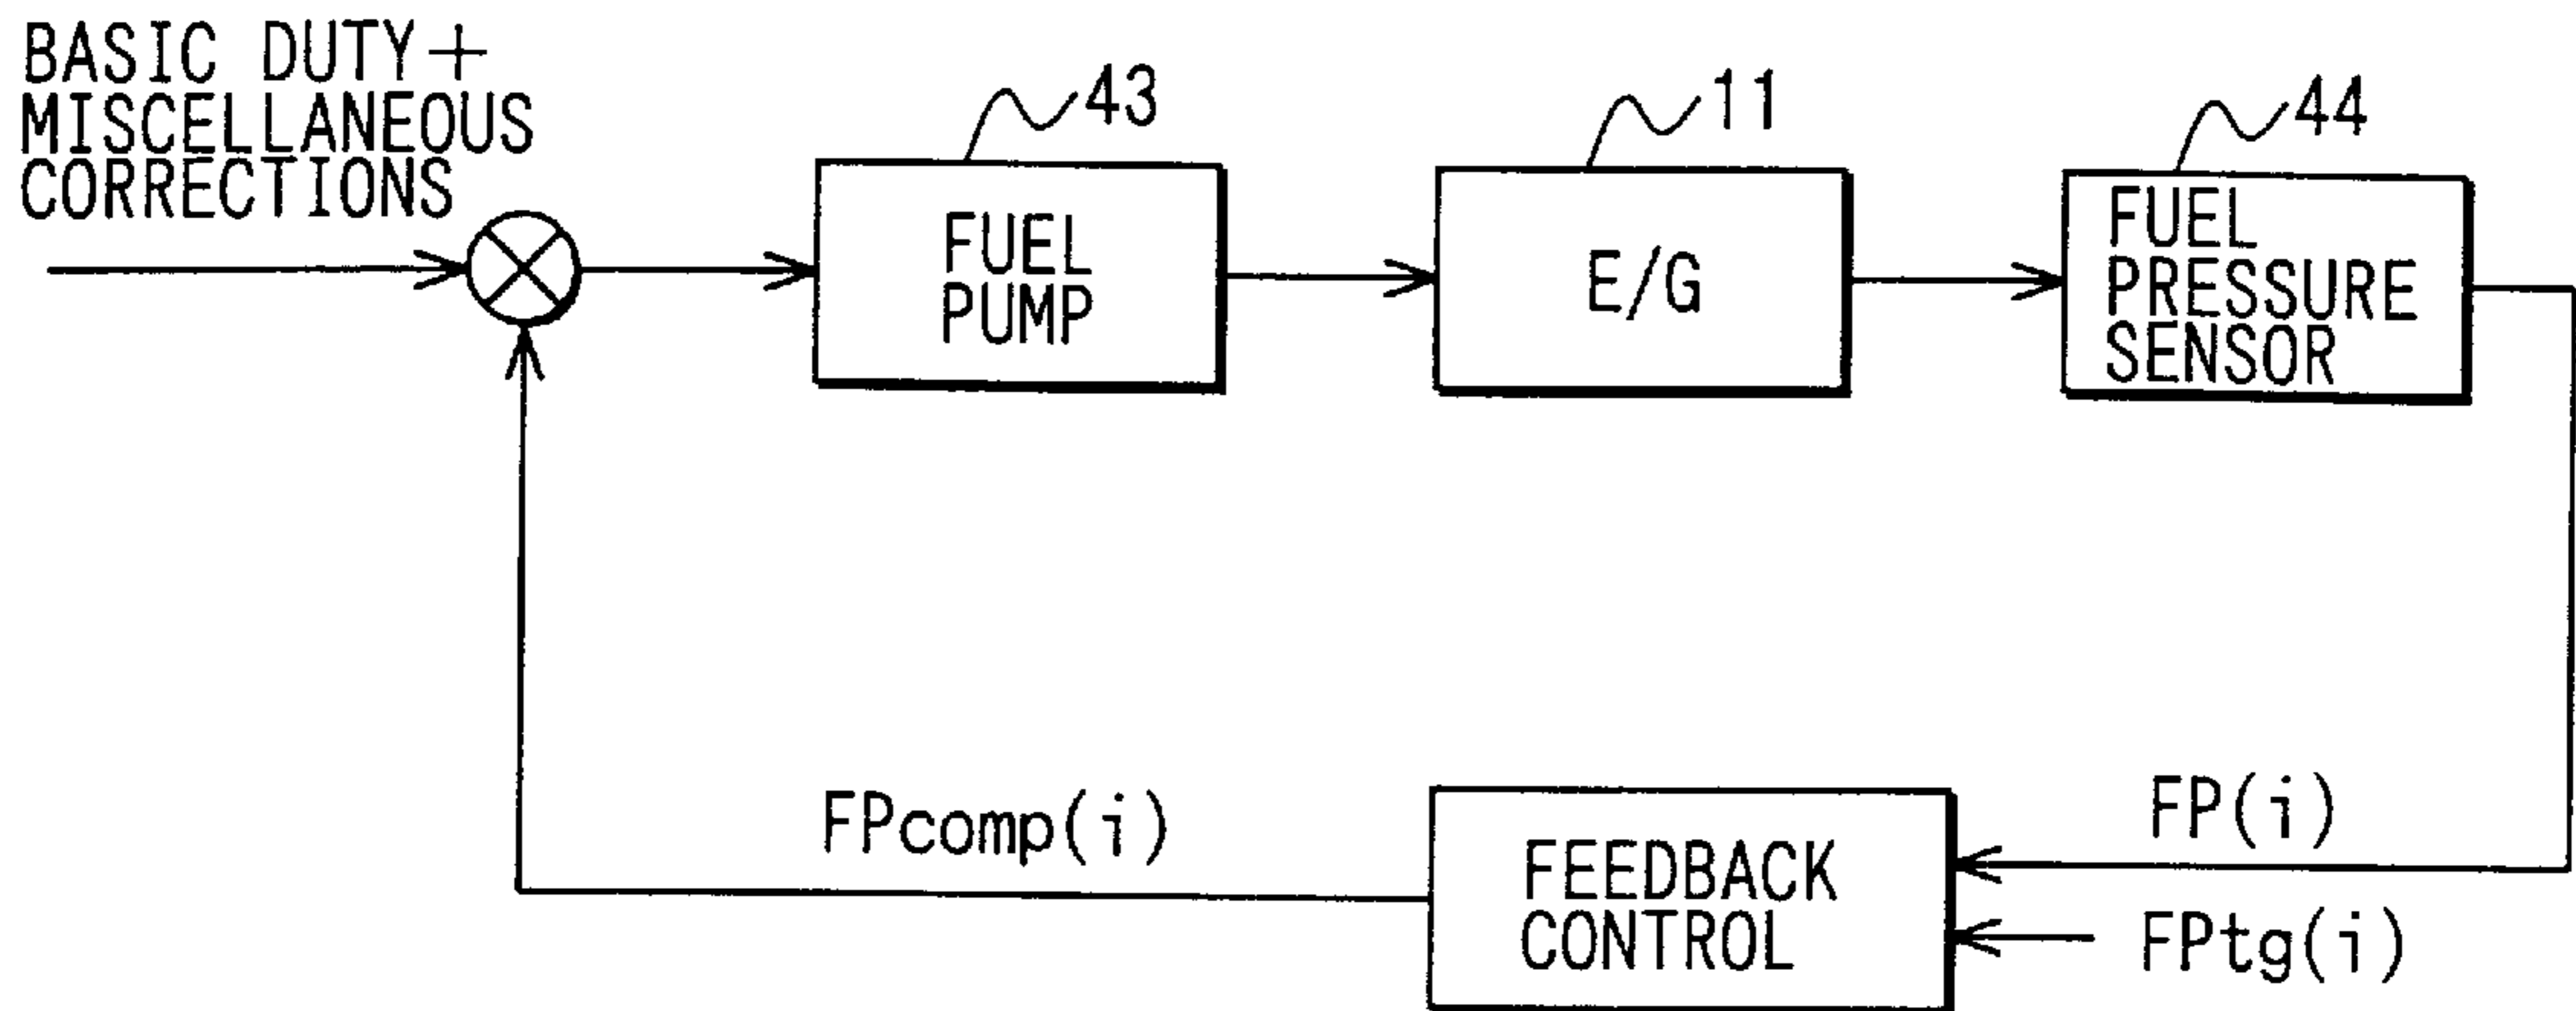 BASIC DUTY+
MISCELLANEOUS
CORRECTIONS
43
11
44
FUEL
PUMP
E/G
FUEL
PRESSURE
SENSOR
FPcomp(i)
FEEDBACK
CONTROL
FP(i)
FPtg(i)